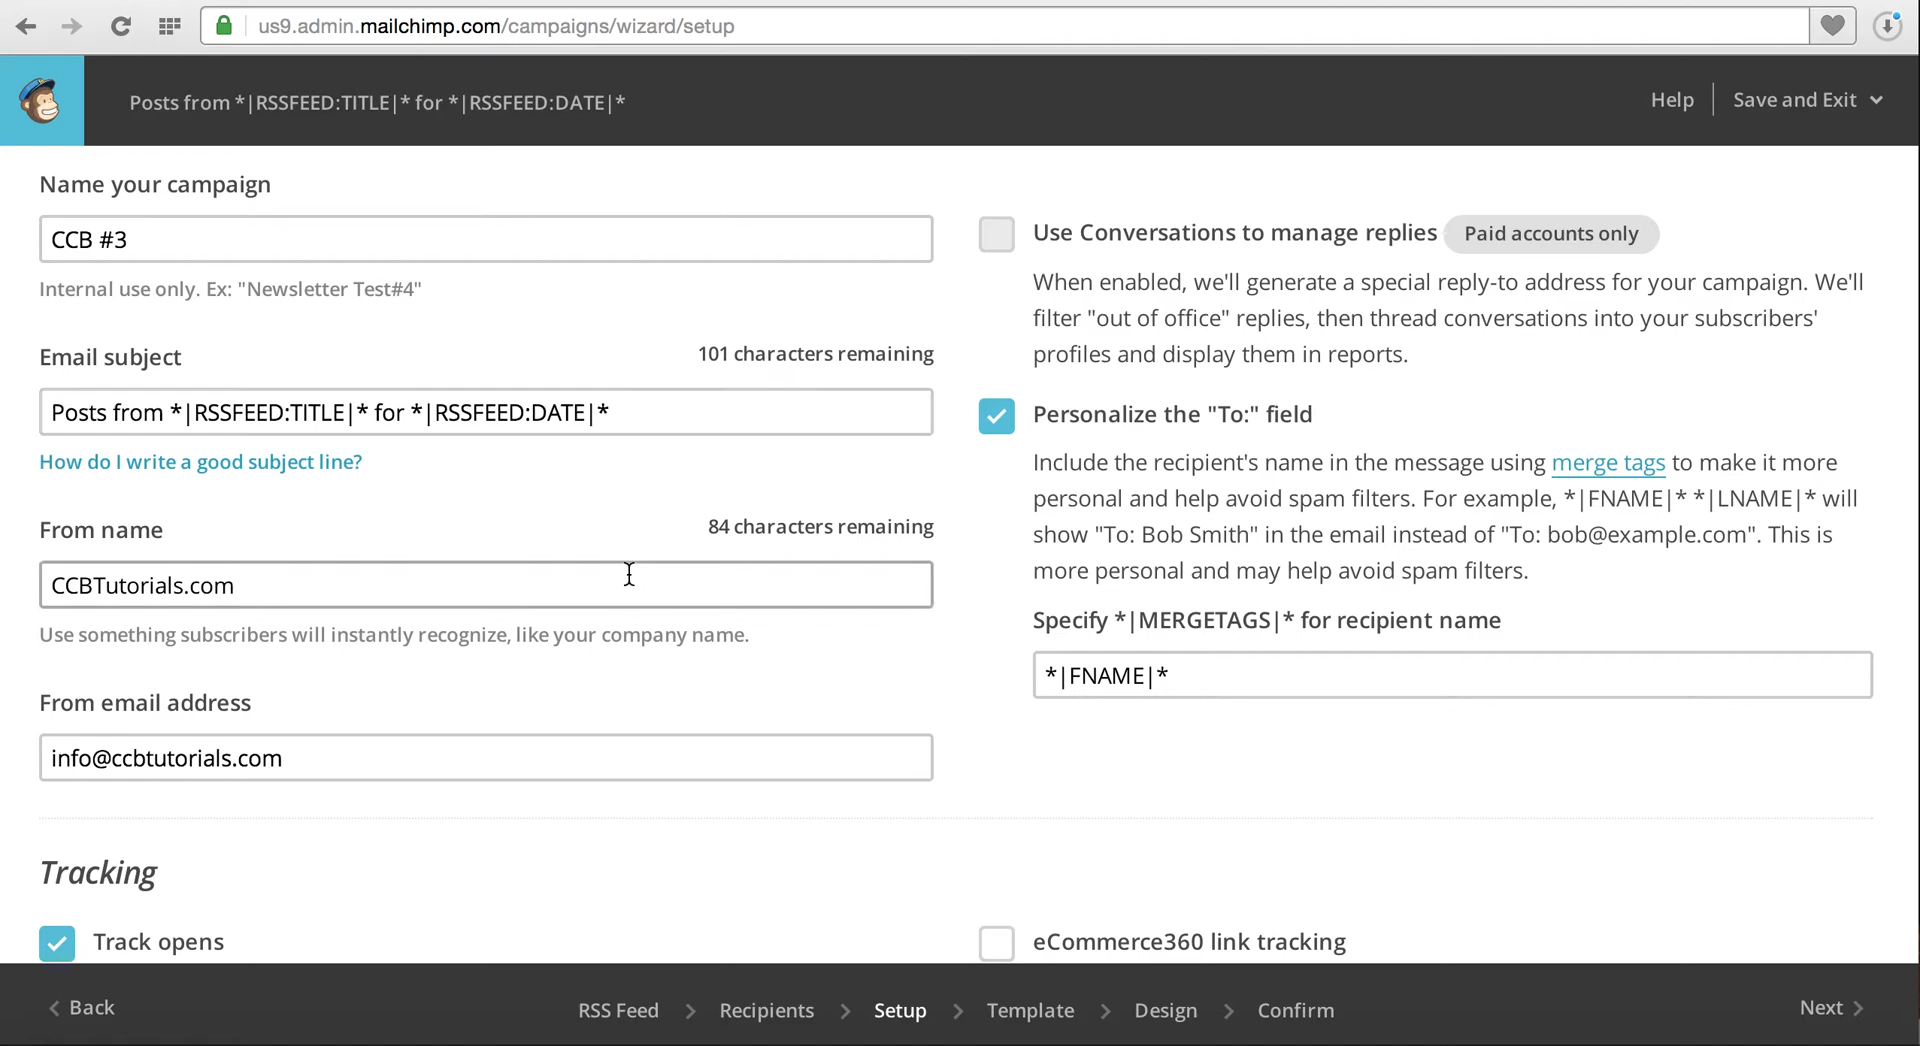 us9.admin.mailchimp.com/campaigns/wizard/setup
Posts from *|RSSFEED:TITLE|* for *|RSSFEED:DATE|*
Help
Save and Exit
Name your campaign
CCB #3
Internal use only. Ex: "Newsletter Test#4"
Email subject
101 characters remaining
Posts from *|RSSFEED:TITLE|* for *|RSSFEED:DATE|*
How do I write a good subject line?
From name
84 characters remaining
CCBTutorials.com
Use something subscribers will instantly recognize, like your company name.
From email address
info@ccbtutorials.com
Use Conversations to manage replies
Paid accounts only
When enabled, we'll generate a special reply-to address for your campaign. We'll
filter "out of office" replies, then thread conversations into your subscribers'
profiles and display them in reports.
Personalize the "To:" field
Include the recipient's name in the message using merge tags to make it more
personal and help avoid spam filters. For example, *|FNAME|* *|LNAME|* will
show "To: Bob Smith" in the email instead of "To: bob@example.com". This is
more personal and may help avoid spam filters.
Specify *|MERGETAGS|* for recipient name
*|FNAME|*
Tracking
Track opens
eCommerce360 link tracking
Back
RSS Feed
Recipients
Setup
Template
Design
Confirm
Next